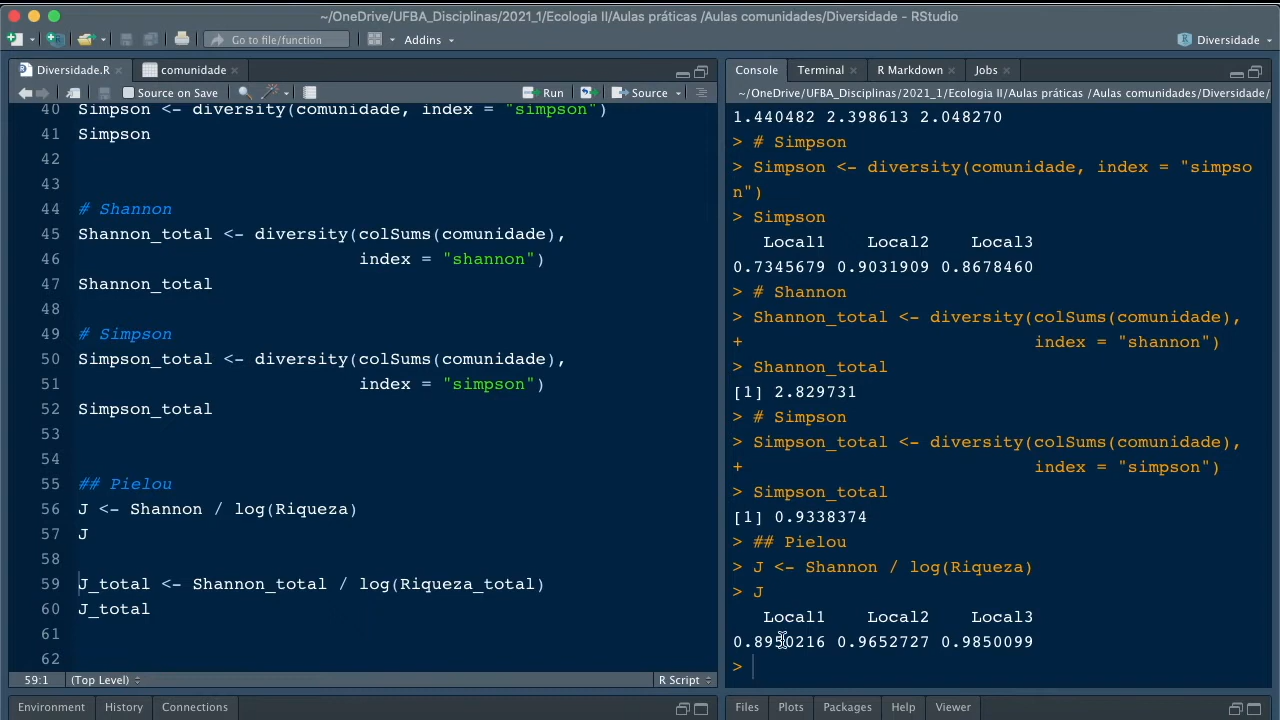 ~/OneDrive/UFBA_Disciplinas/2021_1/Ecologia II/Aulas práticas /Aulas comunidades/Diversidade - RStudio
Go to file/function
Addins
Diversidade
Diversidade.R
comunidade
Source on Save
Run
Source
40 Simpson <- diversity(comunidade, index = "simpson")
41 Simpson
42
43
44 # Shannon
45 Shannon_total <- diversity(colSums(comunidade),
46 index = "shannon")
47 Shannon_total
48
49 # Simpson
50 Simpson_total <- diversity(colSums(comunidade),
51 index = "simpson")
52 Simpson_total
53
54
55 ## Pielou
56 J <- Shannon / log(Riqueza)
57 J
58
59 J_total <- Shannon_total / log(Riqueza_total)
60 J_total
61
62
59:1 (Top Level) R Script
Environment History Connections
Console Terminal R Markdown Jobs
~/OneDrive/UFBA_Disciplinas/2021_1/Ecologia II/Aulas práticas /Aulas comunidades/Diversidade/
1.440482 2.398613 2.048270
> # Simpson
> Simpson <- diversity(comunidade, index = "simpso
n")
> Simpson
Local1 Local2 Local3
0.7345679 0.9031909 0.8678460
> # Shannon
> Shannon_total <- diversity(colSums(comunidade),
+ index = "shannon")
> Shannon_total
[1] 2.829731
> # Simpson
> Simpson_total <- diversity(colSums(comunidade),
+ index = "simpson")
> Simpson_total
[1] 0.9338374
> ## Pielou
> J <- Shannon / log(Riqueza)
> J
Local1 Local2 Local3
0.8950216 0.9652727 0.9850099
>
Files Plots Packages Help Viewer